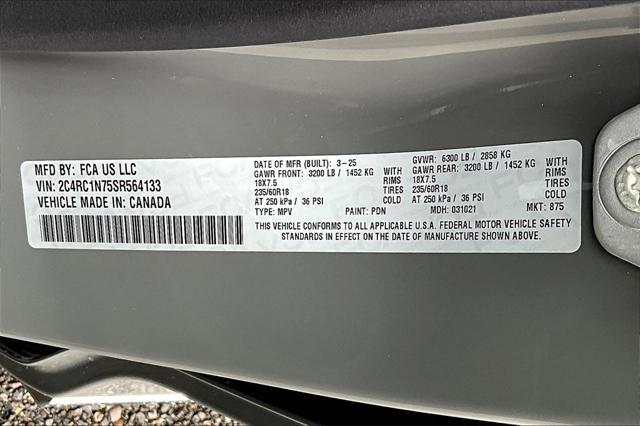 MFD BY: FCA US LLC
VIN: 2C4RC1N75SR564133
VEHICLE MADE IN: CANADA
DATE OF MFR (BUILT): 3-25 GVWR: 6300 LB / 2858 KG
GAWR FRONT: 3200 LB / 1452 KG WITH GAWR REAR: 3200 LB / 1452 KG WITH
18X7.5 RIMS 18X7.5 RIMS
235/60R18 TIRES 235/60R18 TIRES
AT 250 kPa / 36 PSI COLD AT 250 kPa / 36 PSI COLD
TYPE: MPV PAINT: PDN MDH: 031021 MKT: 875
THIS VEHICLE CONFORMS TO ALL APPLICABLE U.S.A. FEDERAL MOTOR VEHICLE SAFETY
STANDARDS IN EFFECT ON THE DATE OF MANUFACTURE SHOWN ABOVE.